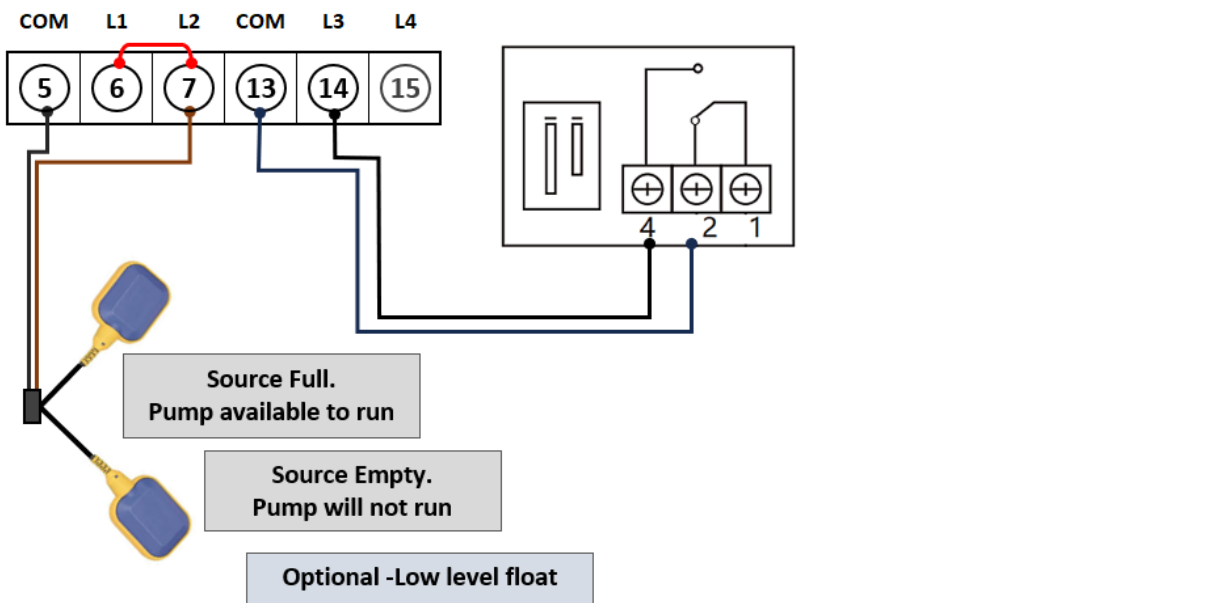 COM L1 L2 COM L3 L4
5 6 7 13 14 15
4 2 1
Source Full.
Pump available to run
Source Empty.
Pump will not run
Optional -Low level float